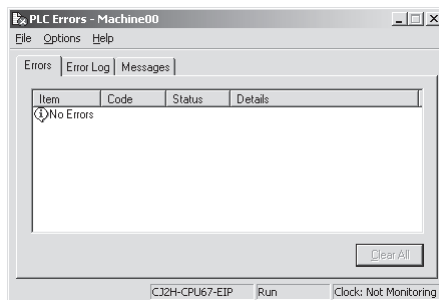 PLC Errors - Machine00
File Options Help
Errors Error Log Messages
Item Code Status Details
No Errors
Clear All
CJ2H-CPU67-EIP Run Clock: Not Monitoring